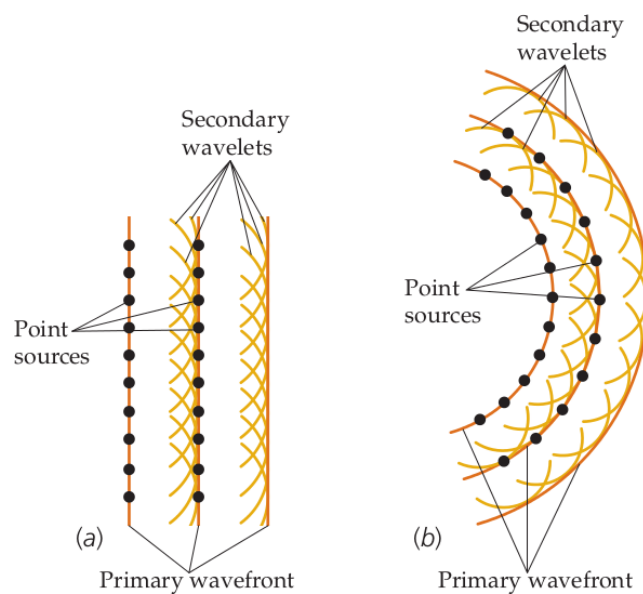 Secondary
wavelets
Point
sources
(a)
Primary wavefront
Secondary
wavelets
Point
sources
(b)
Primary wavefront